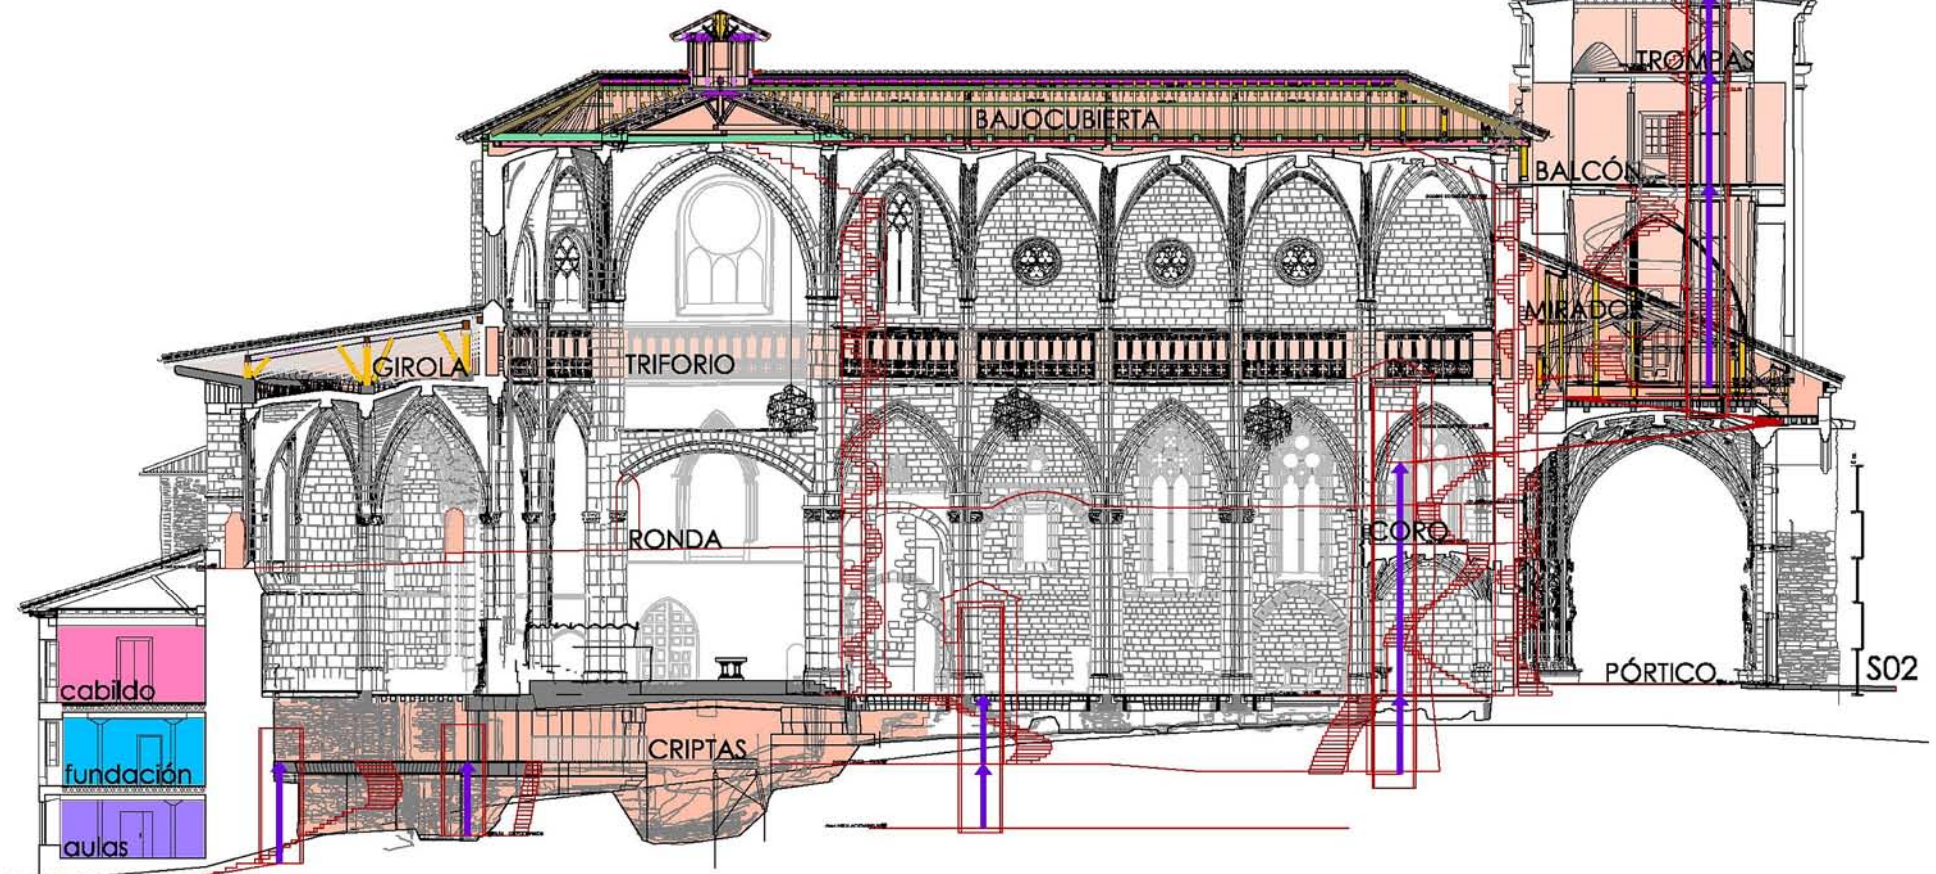 TROMPAS
BAJOCUBIERTA
BALCÓN
MIRADOR
GIROLA
TRIFORIO
RONDA
CORO
PÓRTICO
S02
cabildo
CRIPTAS
fundación
aulas